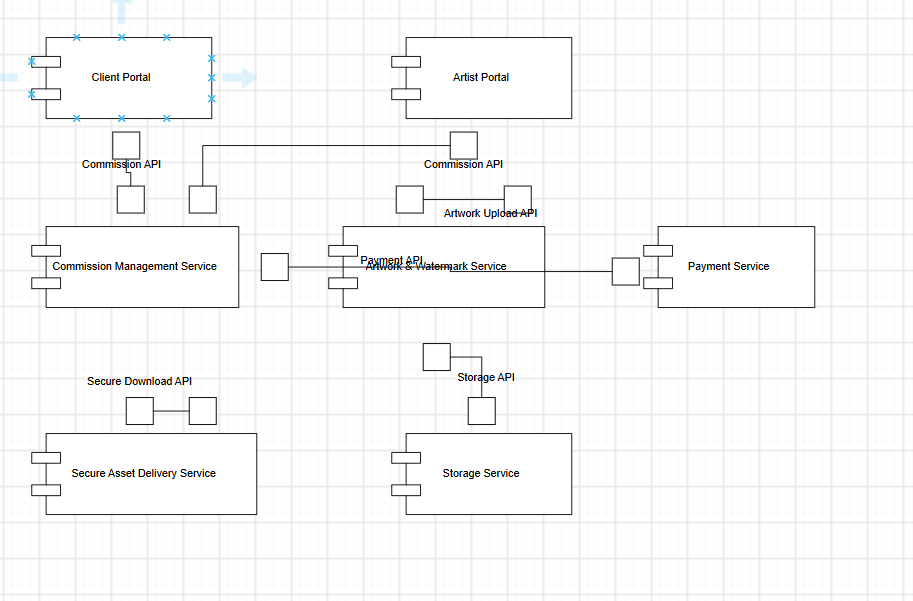 Client Portal
Artist Portal
Commission API
Commission API
Artwork Upload API
Commission Management Service
Payment API
Artwork & Watermark Service
Payment Service
Secure Download API
Storage API
Secure Asset Delivery Service
Storage Service